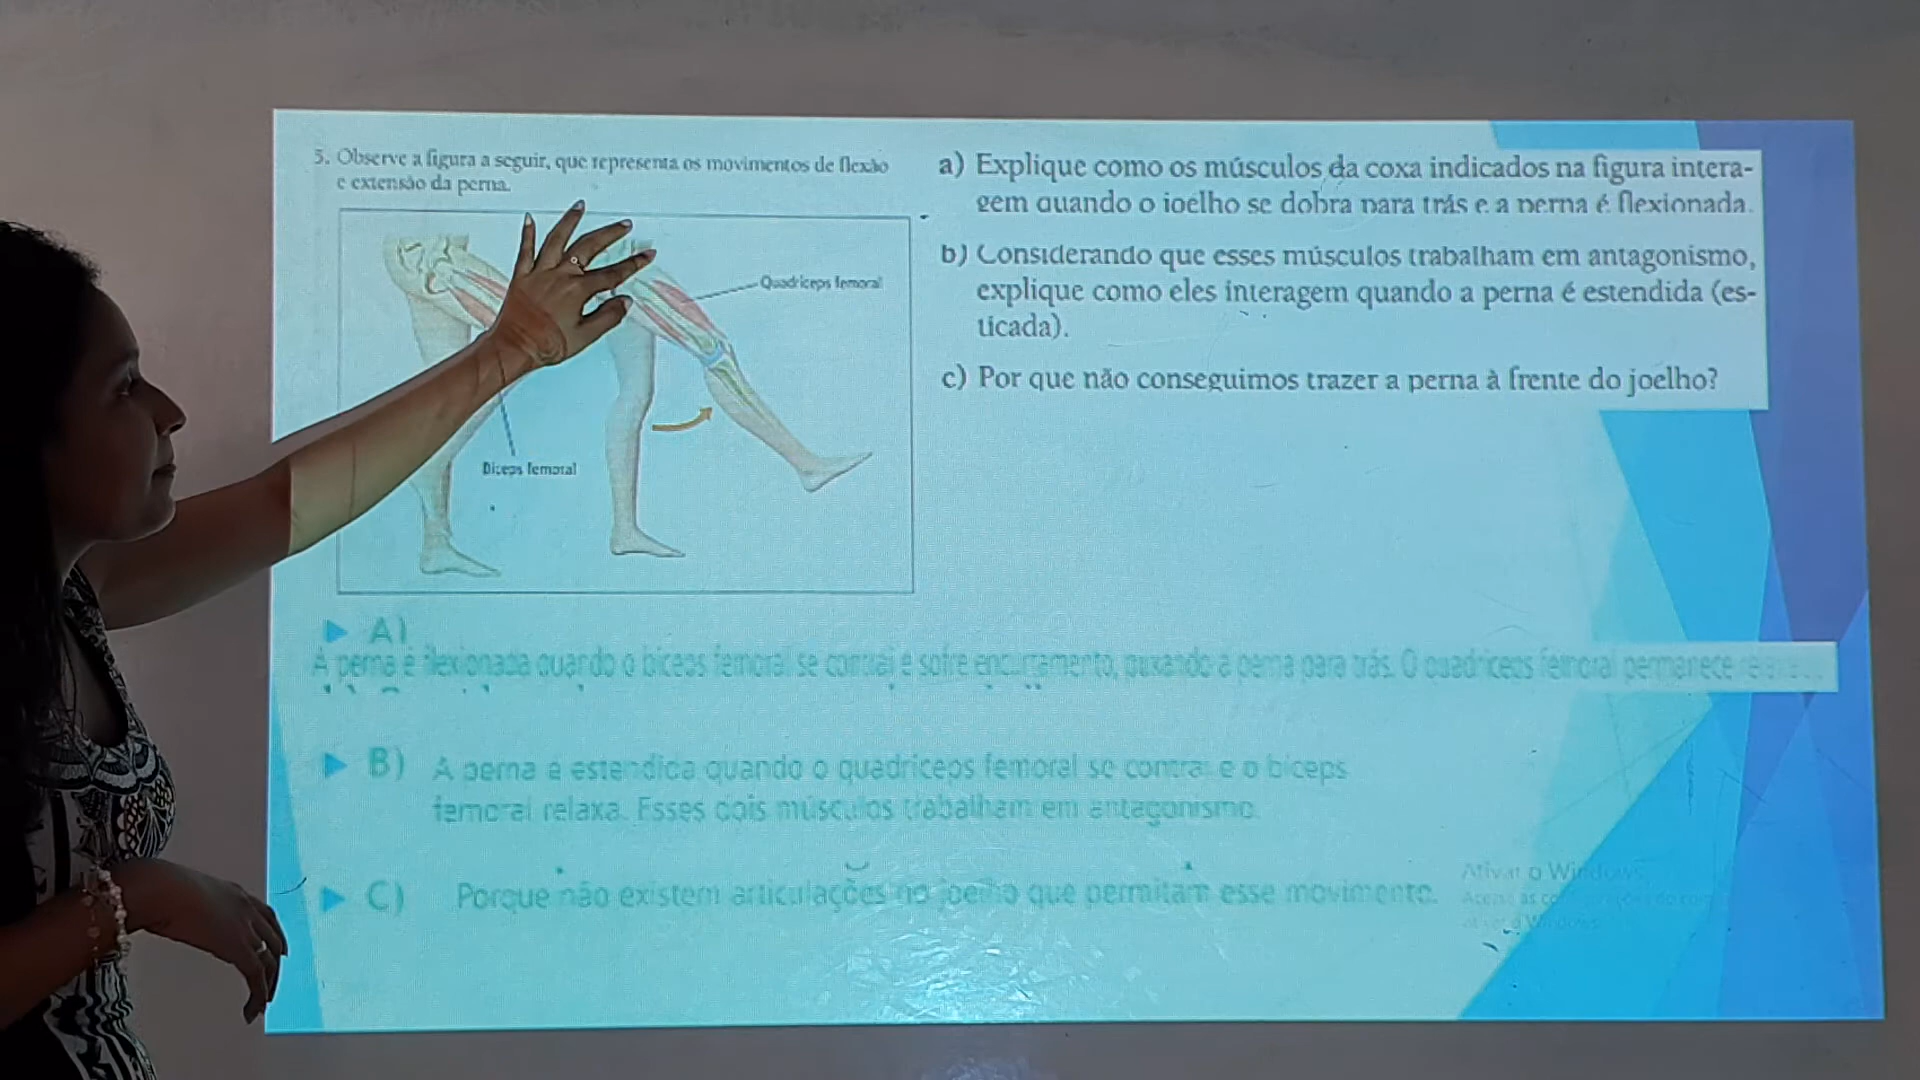 5. Observe a figura a seguir, que representa os movimentos de flexão
e extensão da perna.
Quadríceps femoral
Bíceps femoral
a) Explique como os músculos da coxa indicados na figura intera-
gem quando o joelho se dobra para trás e a perna é flexionada.
b) Considerando que esses músculos trabalham em antagonismo,
explique como eles interagem quando a perna é estendida (es-
ticada).
c) Por que não conseguimos trazer a perna à frente do joelho?
A)
A perna é flexionada quando o bíceps femoral se contrai e sofre encurtamento, puxando a perna para trás. O quadríceps femoral permanece
B) A perna é estendida quando o quadríceps femoral se contrai e o bíceps
femoral relaxa. Esses dois músculos trabalham em antagonismo.
C) Porque não existem articulações no joelho que permitam esse movimento.
Ativar o Windows